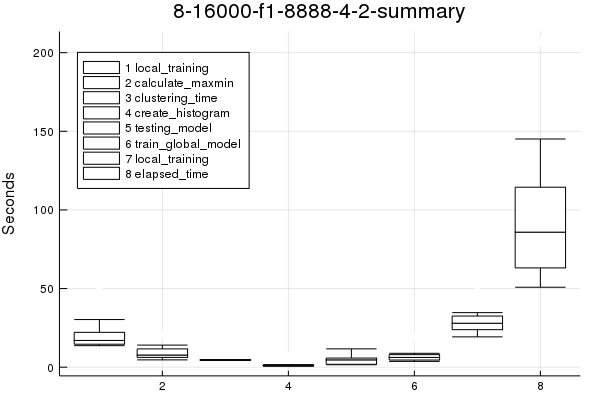 8-16000-f1-8888-4-2-summary
200
150
100
50
0
Seconds
1 local_training
2 calculate_maxmin
3 clustering_time
4 create_histogram
5 testing_model
6 train_global_model
7 local_training
8 elapsed_time
2 4 6 8